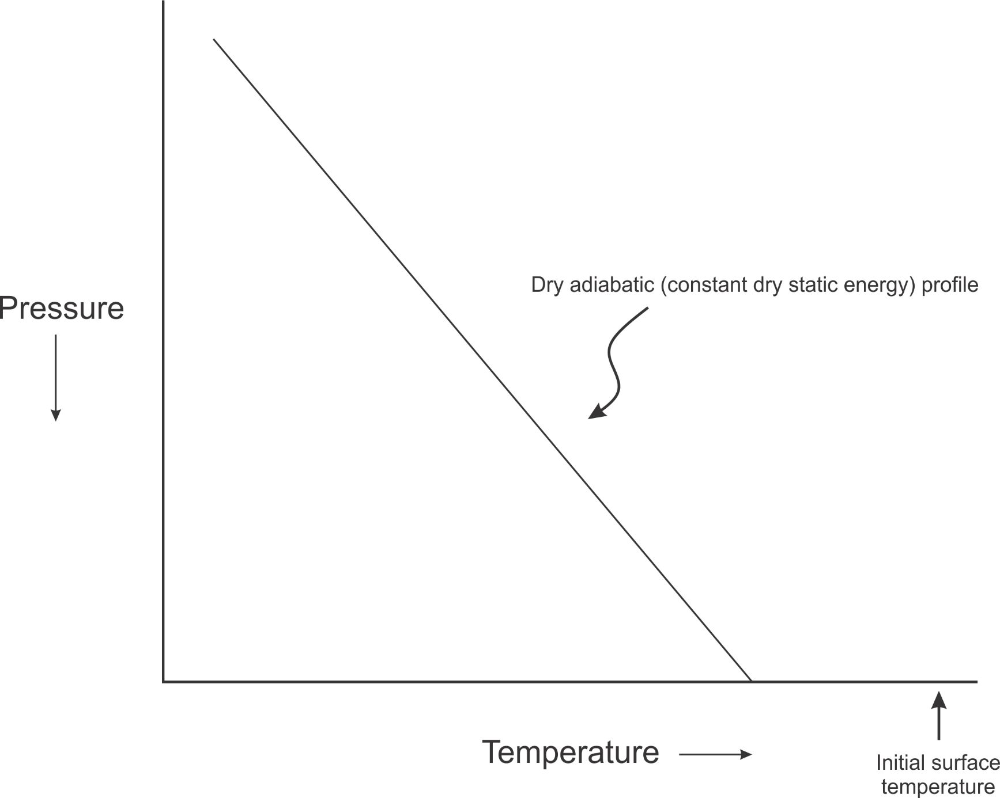 Dry adiabatic (constant dry static energy) profile
Pressure
Temperature
Initial surface
temperature